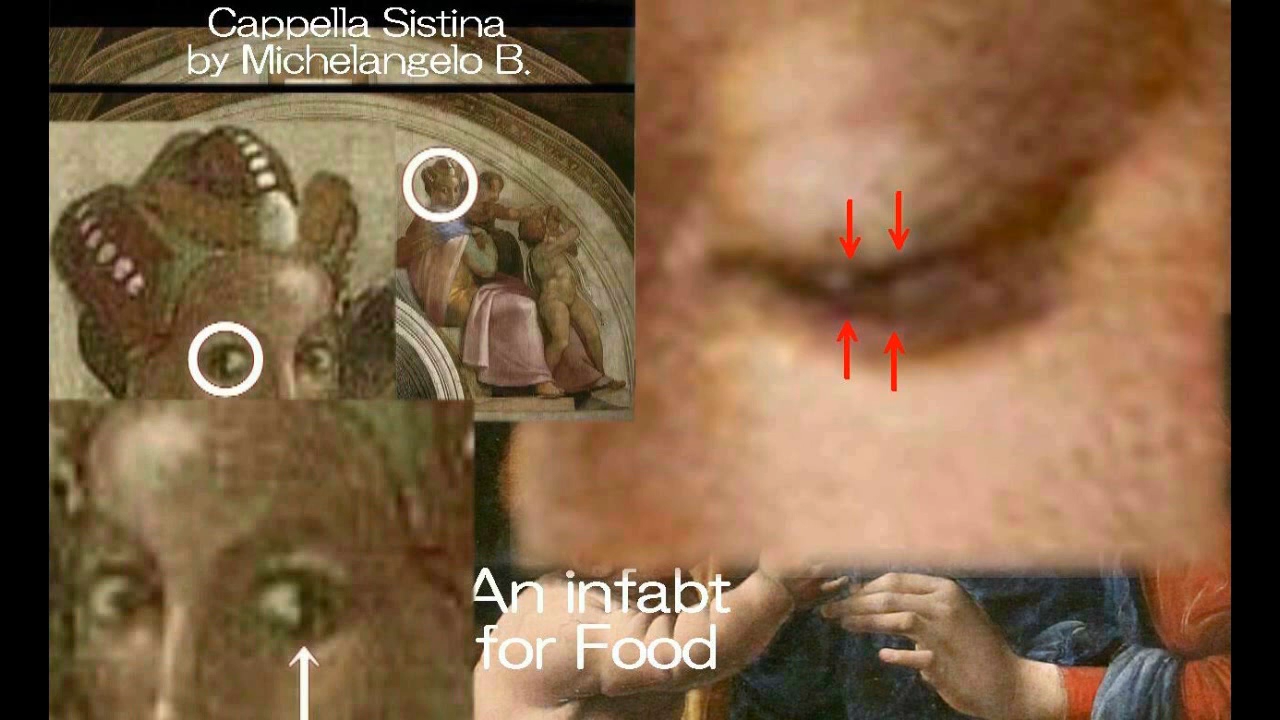 Cappella Sistina
by Michelangelo B.
An infabt
for Food